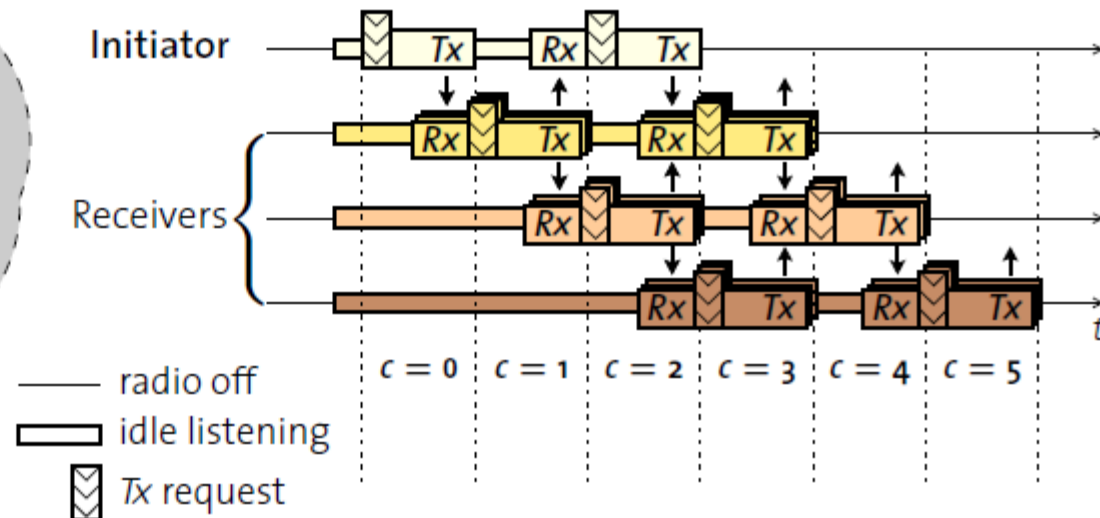 Initiator Tx Rx Tx
Rx Tx Rx Tx
Receivers Rx Tx Rx Tx
Rx Tx Rx Tx
t
c = 0 c = 1 c = 2 c = 3 c = 4 c = 5
radio off
idle listening
Tx request